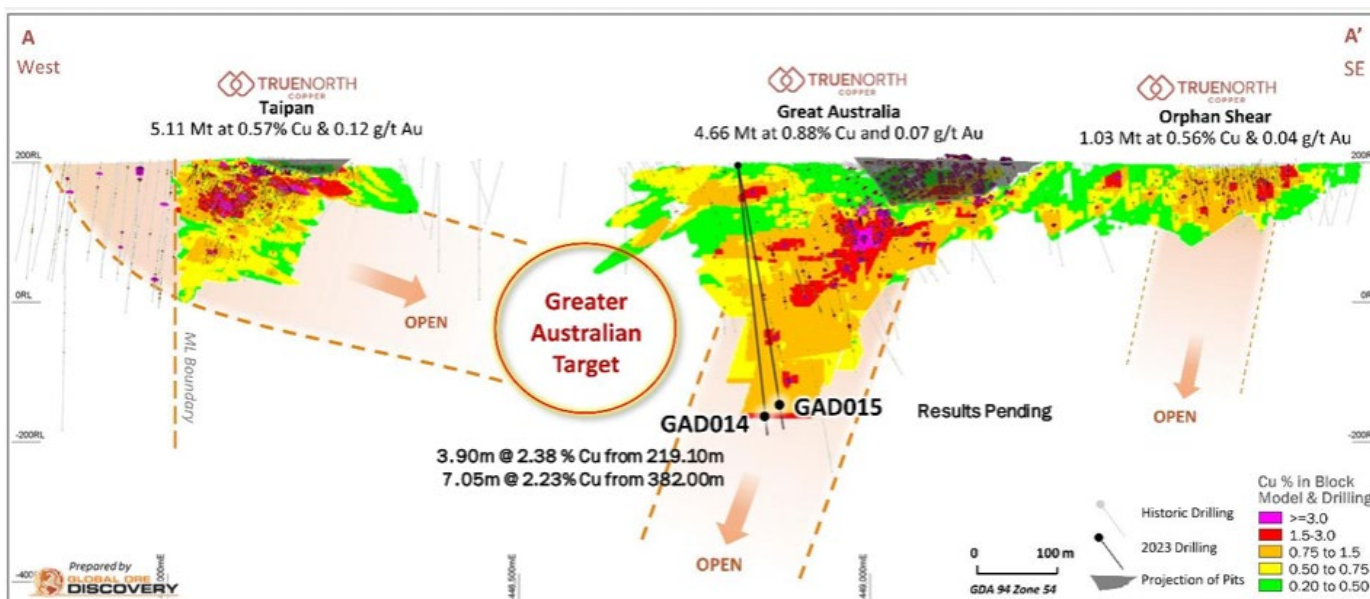 A
West
TRUENORTH
COPPER
Taipan
5.11 Mt at 0.57% Cu & 0.12 g/t Au
TRUENORTH
COPPER
Great Australia
4.66 Mt at 0.88% Cu and 0.07 g/t Au
TRUENORTH
COPPER
Orphan Shear
1.03 Mt at 0.56% Cu & 0.04 g/t Au
A'
SE
200RL
200RL
0RL
0RL
-200RL
-200RL
ML Boundary
OPEN
Greater
Australian
Target
GAD014
GAD015
Results Pending
3.90m @ 2.38 % Cu from 219.10m
7.05m @ 2.23% Cu from 382.00m
OPEN
OPEN
Historic Drilling
2023 Drilling
Projection of Pits
Cu % in Block
Model & Drilling
>=3.0
1.5-3.0
0.75 to 1.5
0.50 to 0.75
0.20 to 0.50
0 100 m
GDA 94 Zone 54
Prepared by
GLOBAL ORE
DISCOVERY